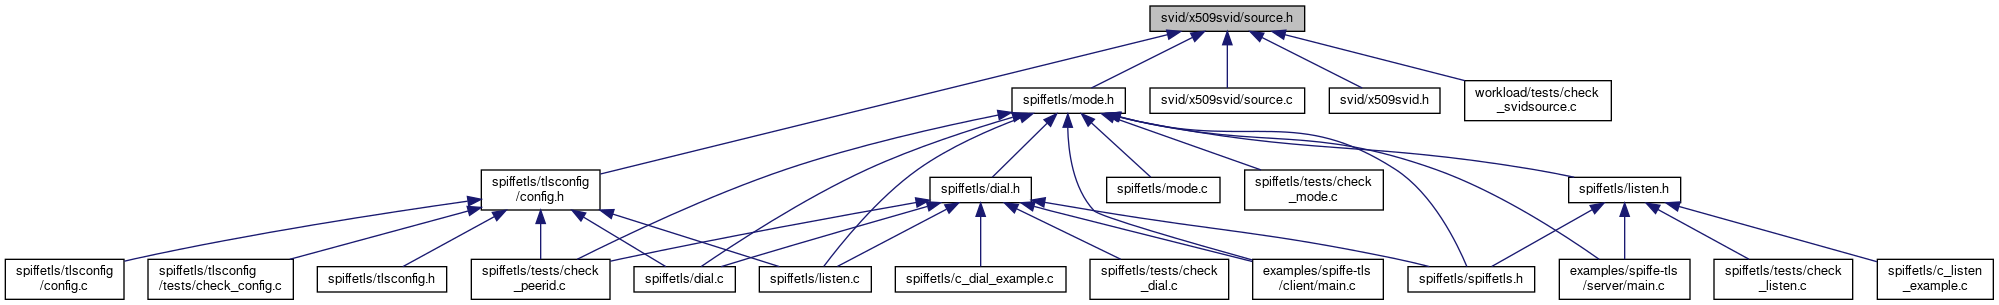 svid/x509svid/source.h
spiffetls/mode.h
svid/x509svid/source.c
svid/x509svid.h
workload/tests/check
_svidsource.c
spiffetls/tlsconfig
/config.h
spiffetls/dial.h
spiffetls/mode.c
spiffetls/tests/check
_mode.c
spiffetls/listen.h
spiffetls/tlsconfig
/config.c
spiffetls/tlsconfig
/tests/check_config.c
spiffetls/tlsconfig.h
spiffetls/tests/check
_peerid.c
spiffetls/dial.c
spiffetls/listen.c
spiffetls/c_dial_example.c
spiffetls/tests/check
_dial.c
examples/spiffe-tls
/client/main.c
spiffetls/spiffetls.h
examples/spiffe-tls
/server/main.c
spiffetls/tests/check
_listen.c
spiffetls/c_listen
_example.c